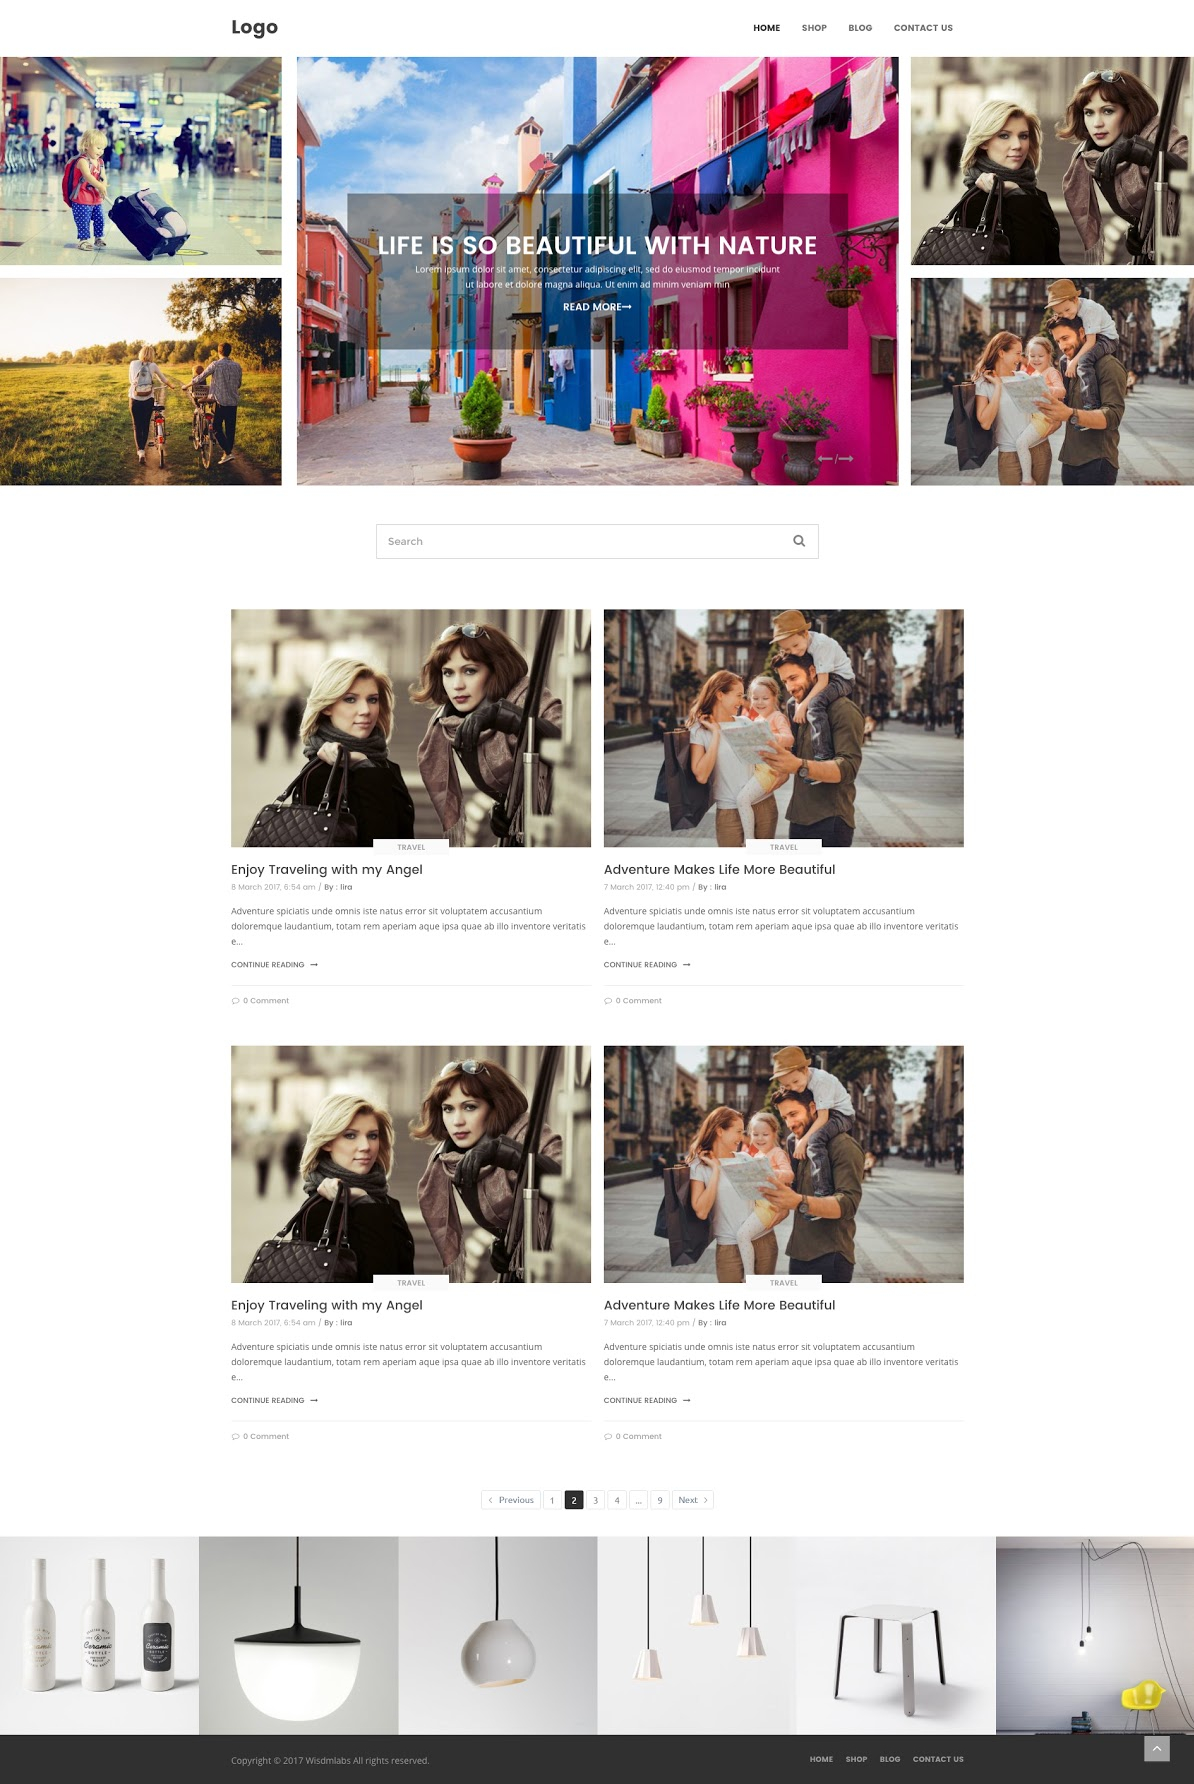 Logo
HOME SHOP BLOG CONTACT US
LIFE IS SO BEAUTIFUL WITH NATURE
Lorem ipsum dolor sit amet, consectetur adipiscing elit, sed do eiusmod tempor incidunt
ut labore et dolore magna aliqua. Ut enim ad minim veniam min
READ MORE
/
Search
TRAVEL
Enjoy Traveling with my Angel
8 March 2017, 6:54 am / By : lira
Adventure spiciatis unde omnis iste natus error sit voluptatem accusantium
doloremque laudantium, totam rem aperiam aque ipsa quae ab illo inventore veritatis
e...
CONTINUE READING
0 Comment
TRAVEL
Adventure Makes Life More Beautiful
7 March 2017, 12:40 pm / By : lira
Adventure spiciatis unde omnis iste natus error sit voluptatem accusantium
doloremque laudantium, totam rem aperiam aque ipsa quae ab illo inventore veritatis
e...
CONTINUE READING
0 Comment
TRAVEL
Enjoy Traveling with my Angel
8 March 2017, 6:54 am / By : lira
Adventure spiciatis unde omnis iste natus error sit voluptatem accusantium
doloremque laudantium, totam rem aperiam aque ipsa quae ab illo inventore veritatis
e...
CONTINUE READING
0 Comment
TRAVEL
Adventure Makes Life More Beautiful
7 March 2017, 12:40 pm / By : lira
Adventure spiciatis unde omnis iste natus error sit voluptatem accusantium
doloremque laudantium, totam rem aperiam aque ipsa quae ab illo inventore veritatis
e...
CONTINUE READING
0 Comment
Previous 1 2 3 4 ... 9 Next
Ceramic
BOTTLE
Ceramic
BOTTLE
Copyright © 2017 Wisdmlabs All rights reserved.
HOME SHOP BLOG CONTACT US